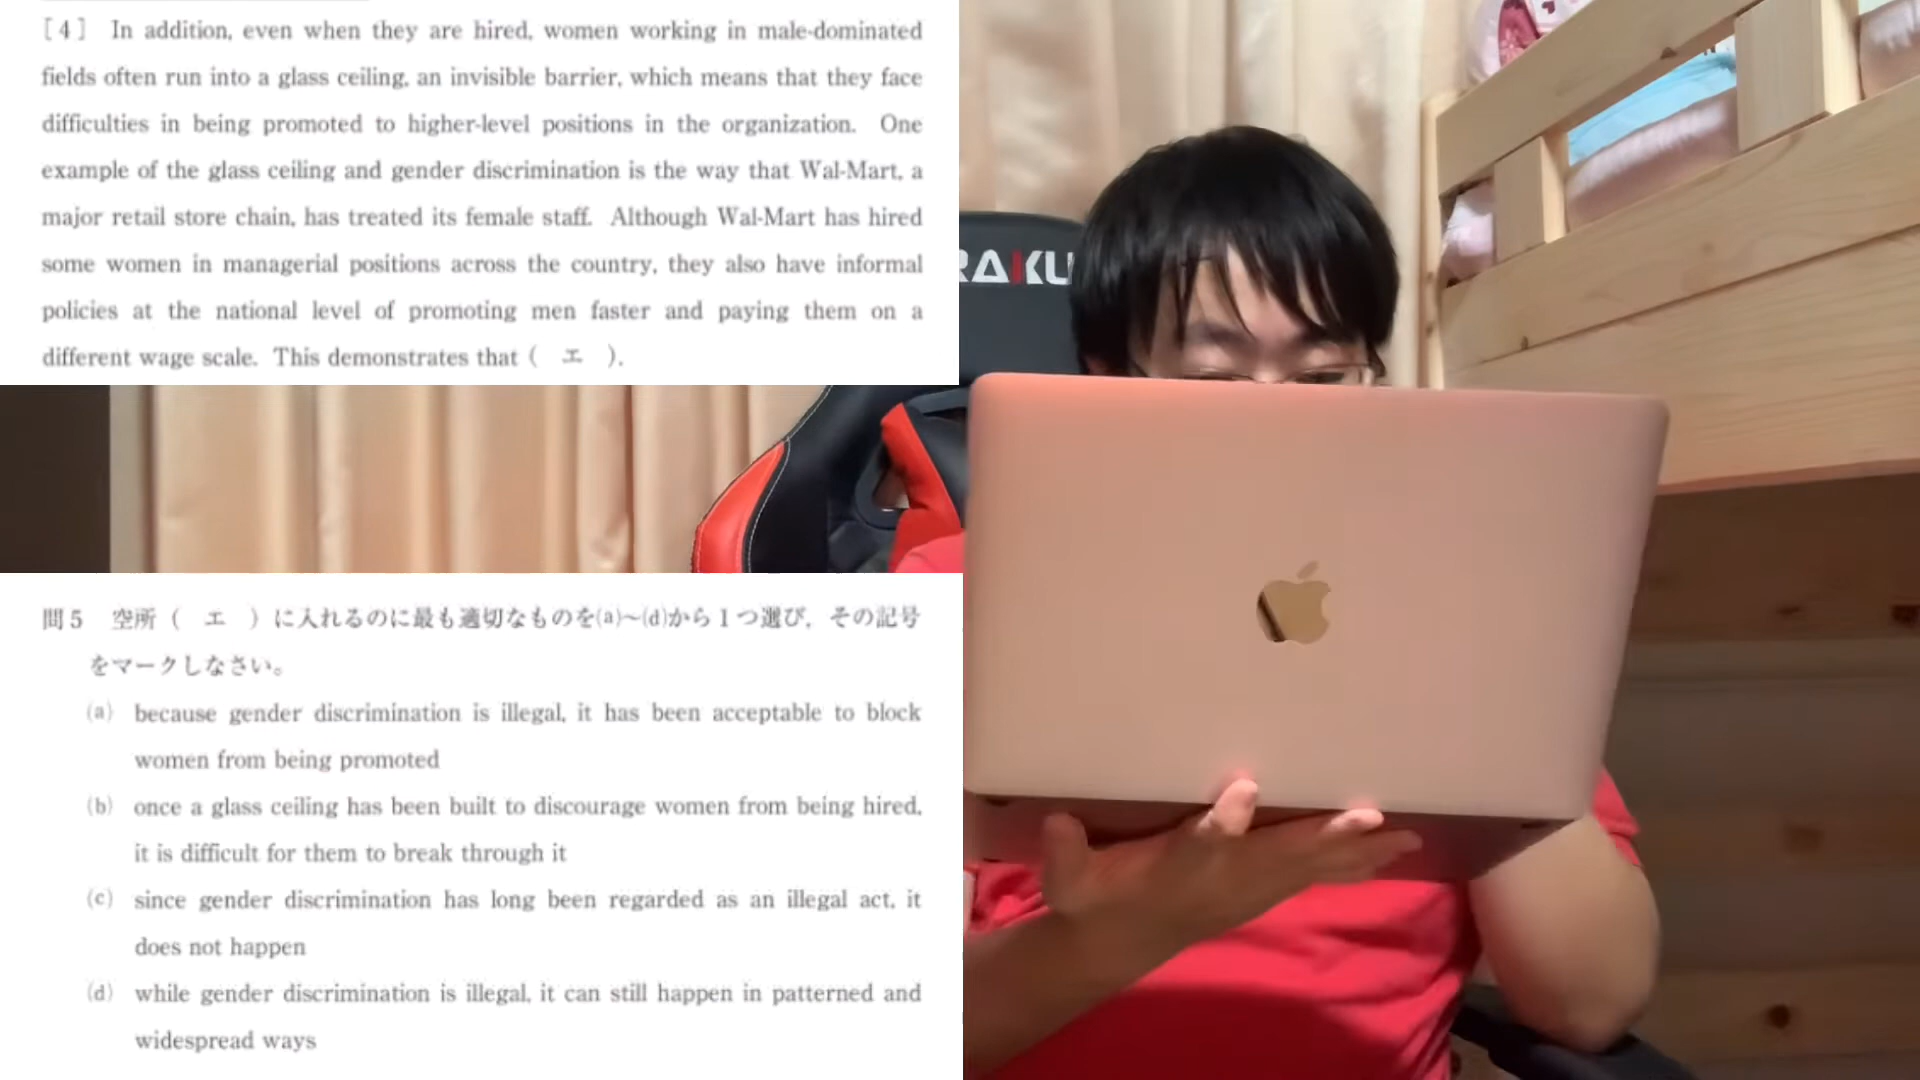 [4] In addition, even when they are hired, women working in male-dominated
fields often run into a glass ceiling, an invisible barrier, which means that they face
difficulties in being promoted to higher-level positions in the organization. One
example of the glass ceiling and gender discrimination is the way that Wal-Mart, a
major retail store chain, has treated its female staff. Although Wal-Mart has hired
some women in managerial positions across the country, they also have informal
policies at the national level of promoting men faster and paying them on a
different wage scale. This demonstrates that ( エ ).
RAKU
問5 空所( エ )に入れるのに最も適切なものを(a)~(d)から1つ選び, その記号
をマークしなさい。
(a) because gender discrimination is illegal, it has been acceptable to block
women from being promoted
(b) once a glass ceiling has been built to discourage women from being hired,
it is difficult for them to break through it
(c) since gender discrimination has long been regarded as an illegal act, it
does not happen
(d) while gender discrimination is illegal, it can still happen in patterned and
widespread ways